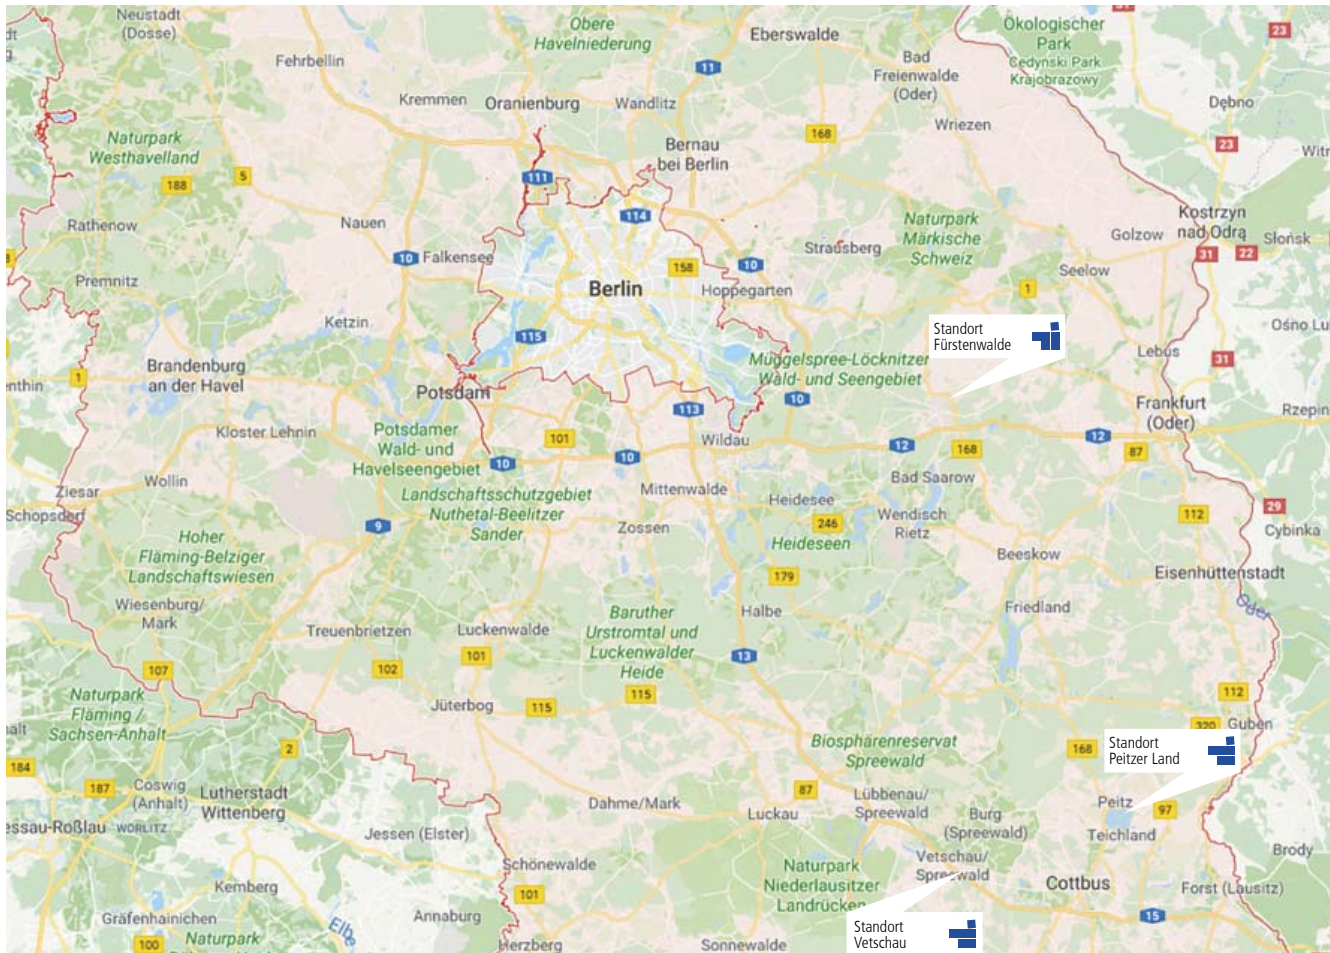 Neustadt
(Dosse)
Obere
Havelniederung
Eberswalde
Ökologischer
Park
Cedynski Park
Krajobrazowy
23
Fehrbellin
11
Bad
Freienwalde
(Oder)
Kremmen
Oranienburg
Wandlitz
Dębno
168
Wriezen
Naturpark
Westhavelland
Bernau
bei Berlin
23
188
5
111
114
Rathenow
Nauen
Naturpark
Märkische
Schweiz
Kostrzyn
nad Odrą
Golzow
Słońsk
10
Falkensee
Strausberg
31
22
158
10
Seelow
Premnitz
Berlin
Hoppegarten
1
Ketzin
115
Standort
Fürstenwalde
Ośno Lu
Brandenburg
an der Havel
Müggelspree-Löcknitzer
Wald- und Seengebiet
Lebus
31
enthin
1
Potsdam
113
10
Frankfurt
(Oder)
Rzepin
Kloster Lehnin
Potsdamer
Wald- und
Havelseengebiet
101
Wildau
12
12
168
87
10
10
Ziesar
Wollin
Landschaftsschutzgebiet
Nuthetal-Beelitzer
Sander
Mittenwalde
Bad Saarow
Heidesee
Schopsdorf
9
Zossen
246
Wendisch
Rietz
112
29
Cybinka
Hoher
Fläming-Belziger
Landschaftswiesen
Heideseen
Beeskow
Eisenhüttenstadt
179
Wiesenburg/
Mark
Baruther
Urstromtal und
Luckenwalder
Heide
Halbe
Friedland
Oder
Treuenbrietzen
Luckenwalde
107
102
101
13
Naturpark
Fläming /
Sachsen-Anhalt
Jüterbog
115
115
112
320
Guben
2
Biosphärenreservat
Spreewald
168
Standort
Peitzer Land
184
187
Coswig
(Anhalt)
Lutherstadt
Wittenberg
87
Dahme/Mark
Luckau
Lübbenau/
Spreewald
Burg
(Spreewald)
Peitz
97
essau-Roßlau
WÖRLITZ
Jessen (Elster)
Teichland
Brody
Schönewalde
Naturpark
Niederlausitzer
Landrücken
Vetschau/
Spreewald
Cottbus
Forst (Lausitz)
Kemberg
101
Gräfenhainichen
Annaburg
Elbe
15
100
Naturpark
Herzberg
Sonnewalde
Standort
Vetschau